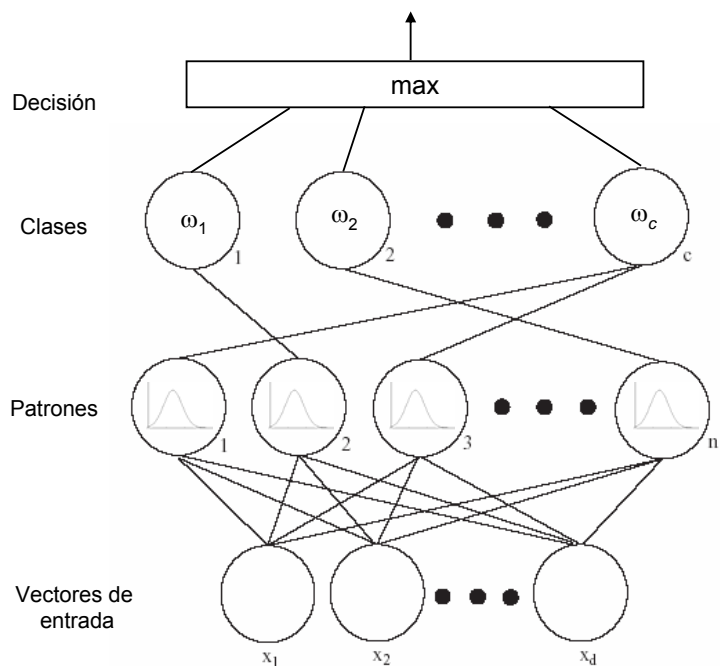 max
Decisión
ω1
ω2
ωc
Clases
1
2
c
Patrones
1
2
3
n
Vectores de
entrada
x1
x2
xd